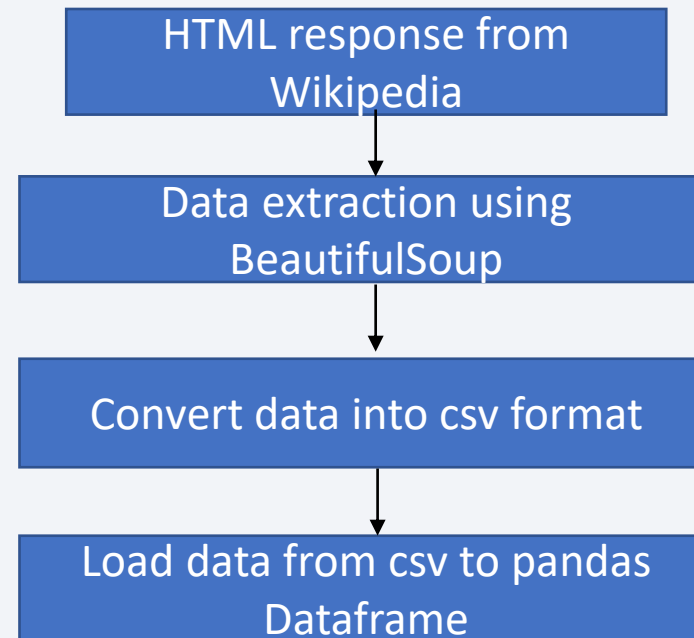 HTML response from
Wikipedia
Data extraction using
BeautifulSoup
Convert data into csv format
Load data from csv to pandas
Dataframe